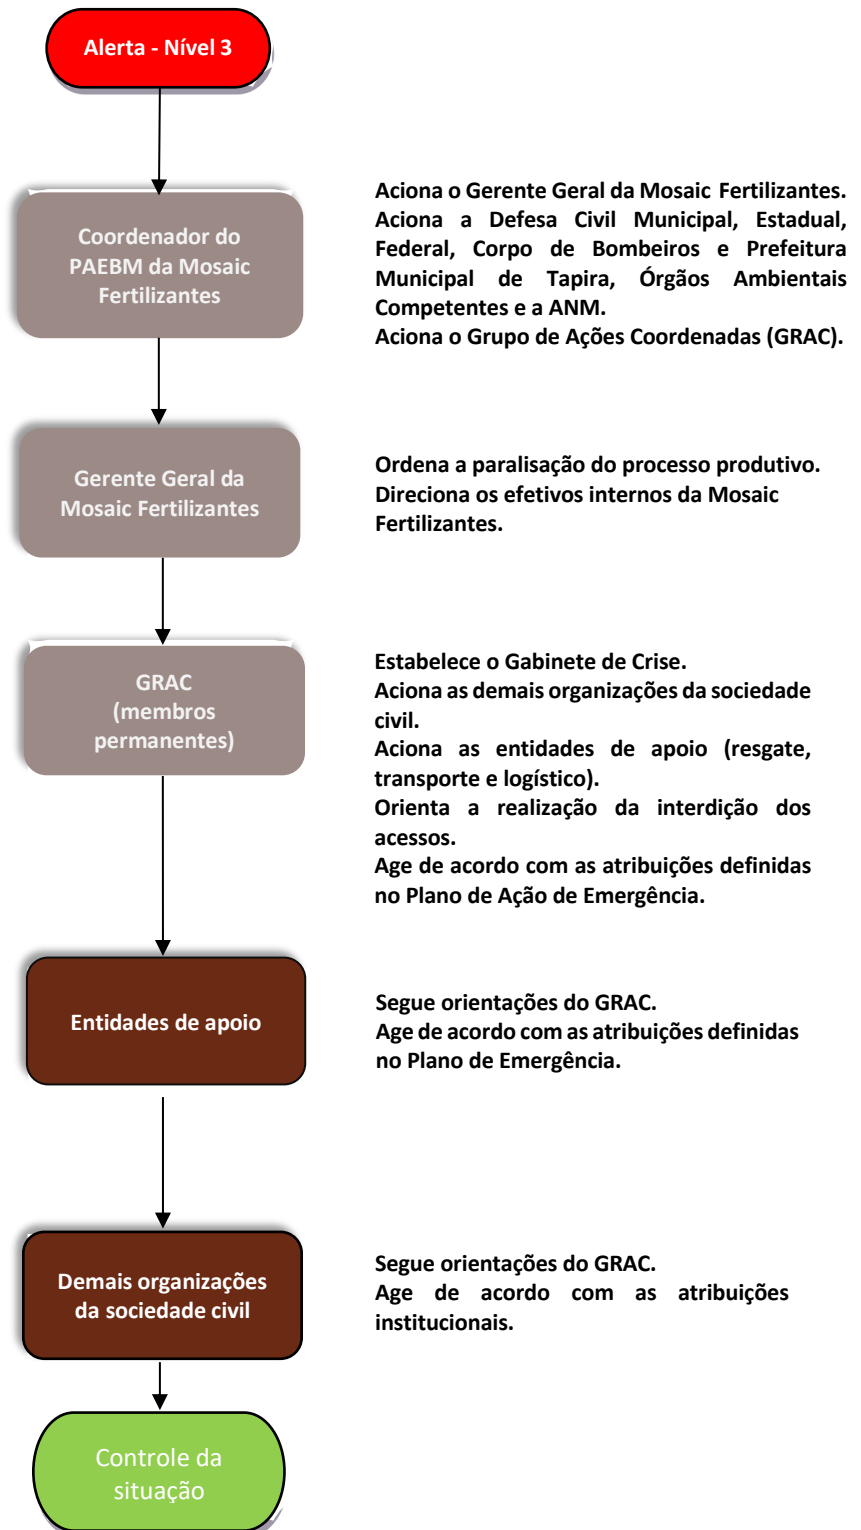 Alerta - Nível 3
Coordenador do
PAEBM da Mosaic
Fertilizantes
Aciona o Gerente Geral da Mosaic Fertilizantes.
Aciona a Defesa Civil Municipal, Estadual,
Federal, Corpo de Bombeiros e Prefeitura
Municipal de Tapira, Órgãos Ambientais
Competentes e a ANM.
Aciona o Grupo de Ações Coordenadas (GRAC).
Gerente Geral da
Mosaic Fertilizantes
Ordena a paralisação do processo produtivo.
Direciona os efetivos internos da Mosaic
Fertilizantes.
GRAC
(membros
permanentes)
Estabelece o Gabinete de Crise.
Aciona as demais organizações da sociedade
civil.
Aciona as entidades de apoio (resgate,
transporte e logístico).
Orienta a realização da interdição dos
acessos.
Age de acordo com as atribuições definidas
no Plano de Ação de Emergência.
Entidades de apoio
Segue orientações do GRAC.
Age de acordo com as atribuições definidas
no Plano de Emergência.
Demais organizações
da sociedade civil
Segue orientações do GRAC.
Age de acordo com as atribuições
institucionais.
Controle da
situação